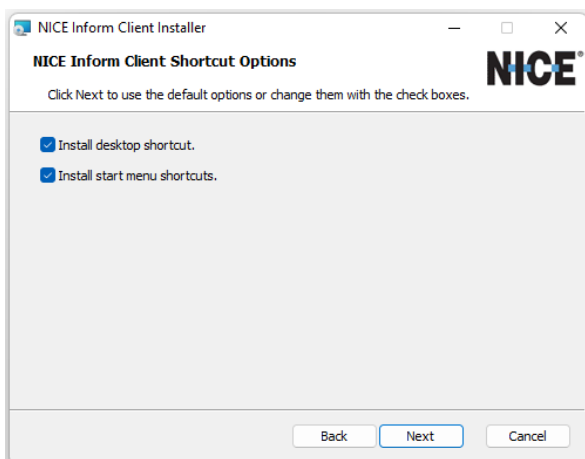 NICE Inform Client Installer
NICE Inform Client Shortcut Options
NICE®
Click Next to use the default options or change them with the check boxes.
Install desktop shortcut.
Install start menu shortcuts.
Back Next Cancel